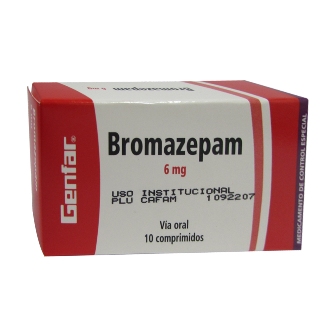 Genfar®
Bromazepam
6 mg
USO INSTITUCIONAL
PLU CAFAM 1092207
Vía oral
10 comprimidos
MEDICAMENTO DE CONTROL ESPECIAL